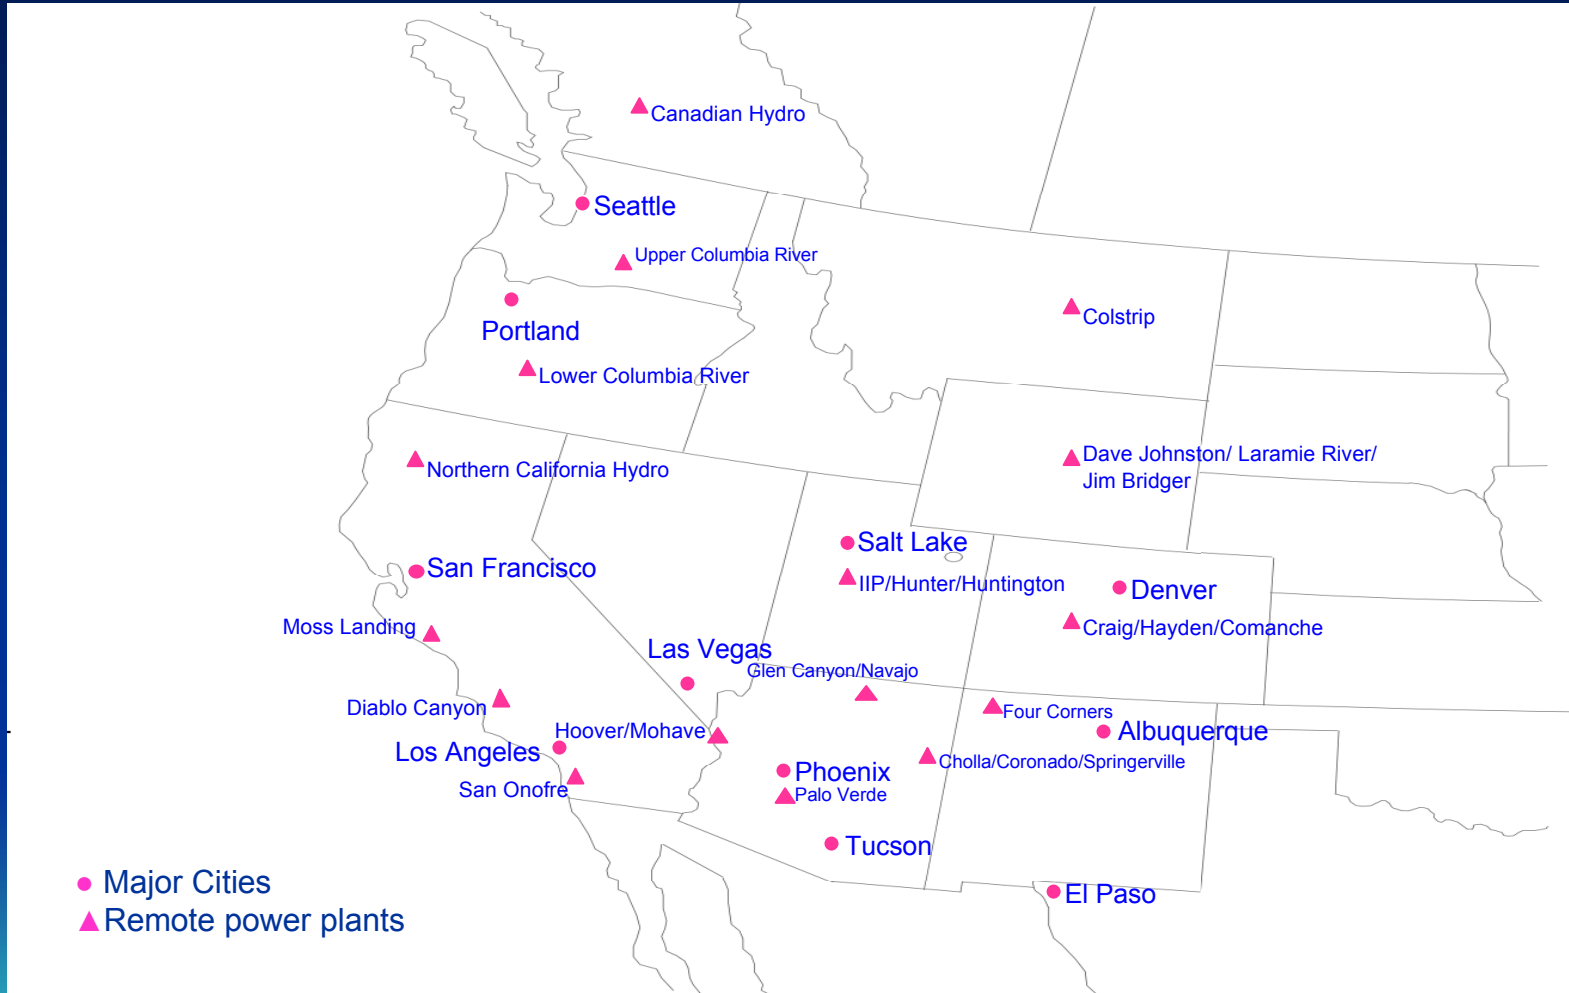 Canadian Hydro
Seattle
Upper Columbia River
Portland
Colstrip
Lower Columbia River
Northern California Hydro
Dave Johnston/ Laramie River/
Jim Bridger
Salt Lake
San Francisco
IIP/Hunter/Huntington
Denver
Moss Landing
Craig/Hayden/Comanche
Las Vegas
Glen Canyon/Navajo
Diablo Canyon
Four Corners
Hoover/Mohave
Albuquerque
Los Angeles
Cholla/Coronado/Springerville
Phoenix
San Onofre
Palo Verde
Tucson
Major Cities
El Paso
Remote power plants